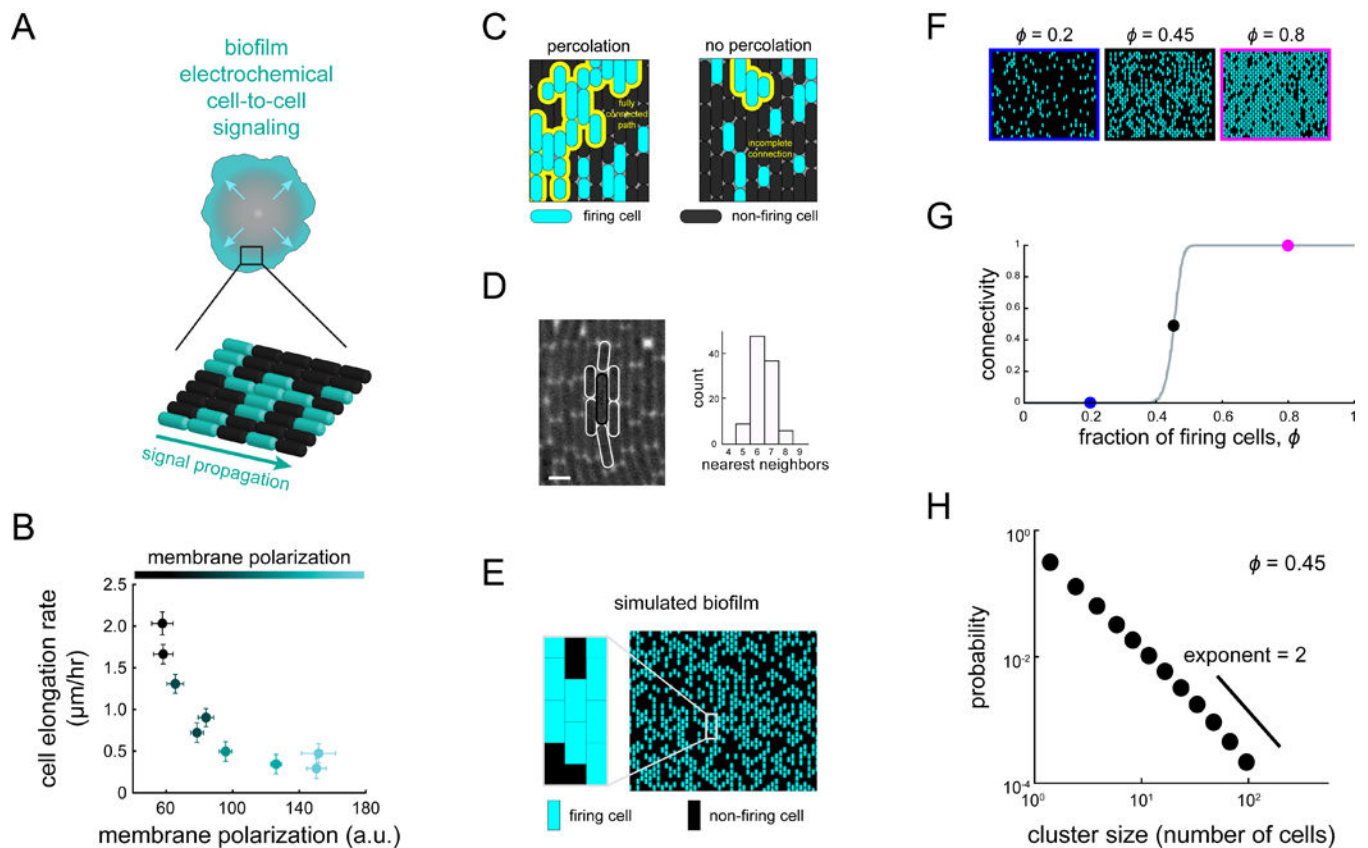 A
biofilm
electrochemical
cell-to-cell
signaling
signal propagation
B
membrane polarization
cell elongation rate
(µm/hr)
2.5
2.0
1.5
1.0
0.5
0
60
100
140
180
membrane polarization (a.u.)
C
percolation
no percolation
fully
connected
path
incomplete
connection
firing cell
non-firing cell
D
count
40
20
0
4 5 6 7 8 9
nearest neighbors
E
simulated biofilm
firing cell
non-firing cell
F
ϕ = 0.2
ϕ = 0.45
ϕ = 0.8
G
connectivity
1
0.8
0.6
0.4
0.2
0
0 0.2 0.4 0.6 0.8 1
fraction of firing cells, ϕ
H
ϕ = 0.45
probability
10⁰
10⁻²
10⁻⁴
exponent = 2
10⁰ 10¹ 10²
cluster size (number of cells)